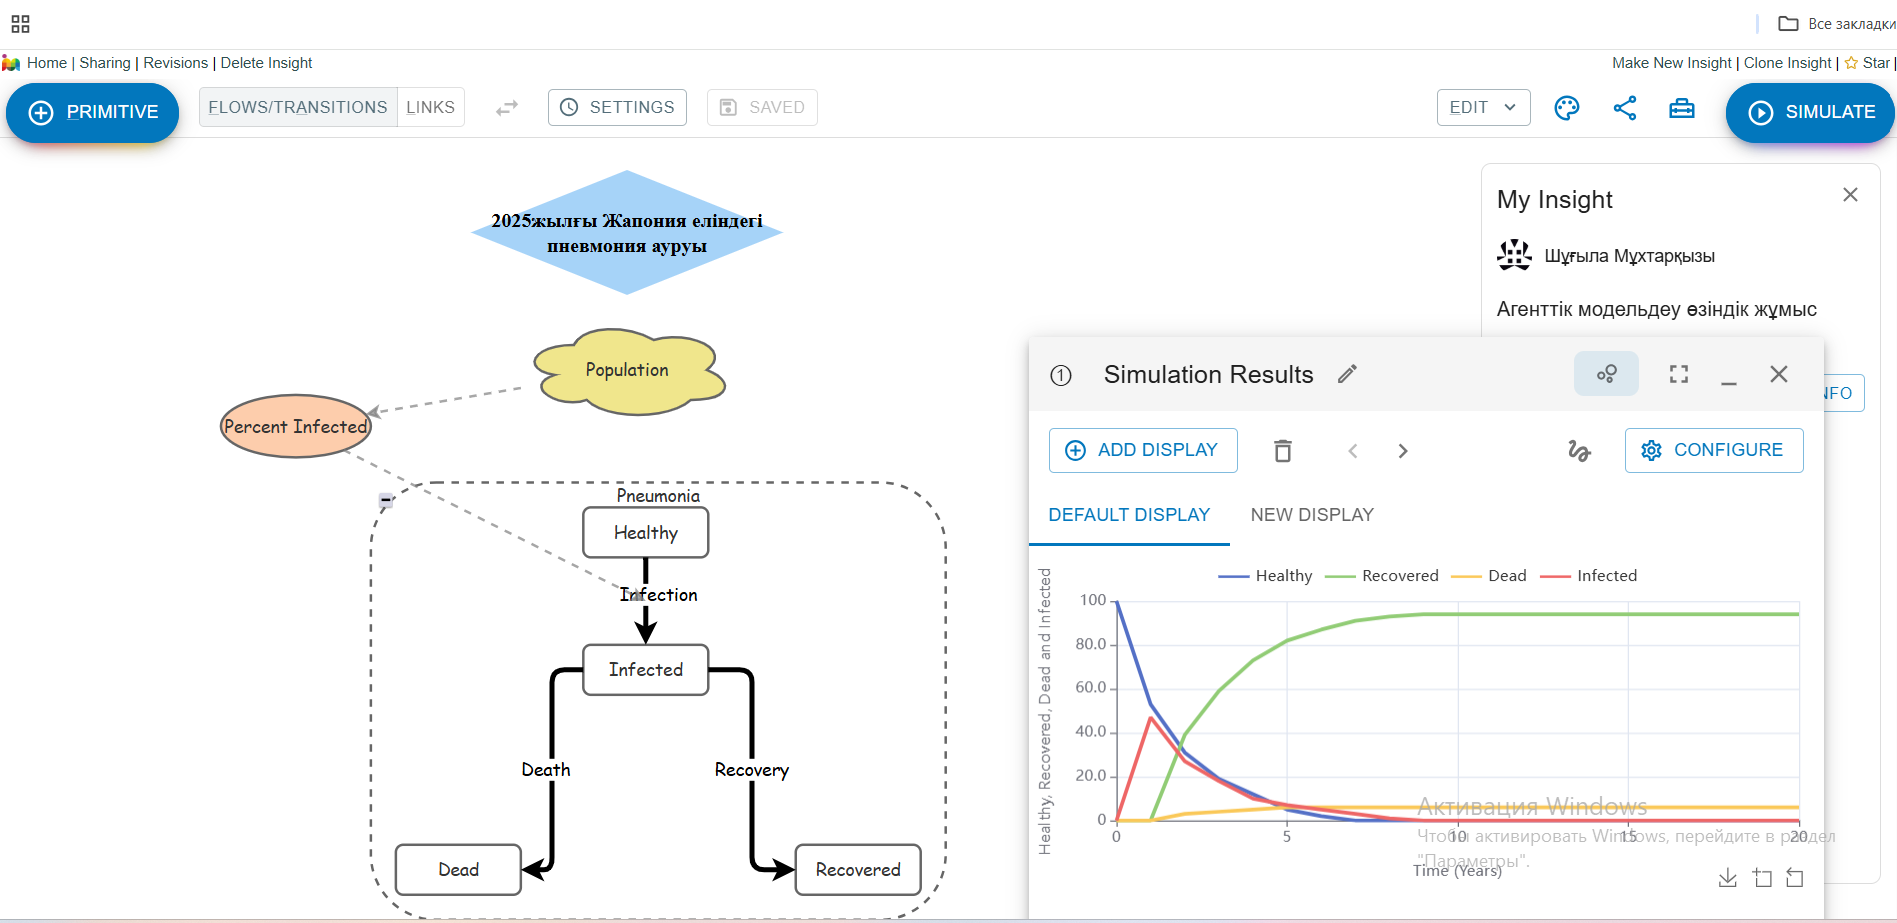 Все закладки
Home | Sharing | Revisions | Delete Insight
Make New Insight | Clone Insight | Star |
PRIMITIVE
FLOWS/TRANSITIONS
LINKS
SETTINGS
SAVED
EDIT
SIMULATE
2025жылғы Жапония еліндегі
пневмония ауруы
My Insight
Шұғыла Мұхтарқызы
Агенттік модельдеу өзіндік жұмыс
NFO
Population
Percent Infected
Pneumonia
Healthy
Infection
Infected
Death
Recovery
Dead
Recovered
1
Simulation Results
ADD DISPLAY
CONFIGURE
DEFAULT DISPLAY
NEW DISPLAY
Healthy
Recovered
Dead
Infected
Healthy, Recovered, Dead and Infected
100
80.0
60.0
40.0
20.0
0
0
5
10
15
20
Time (Years)
Активация Windows
Чтобы активировать Windows, перейдите в раздел
"Параметры".